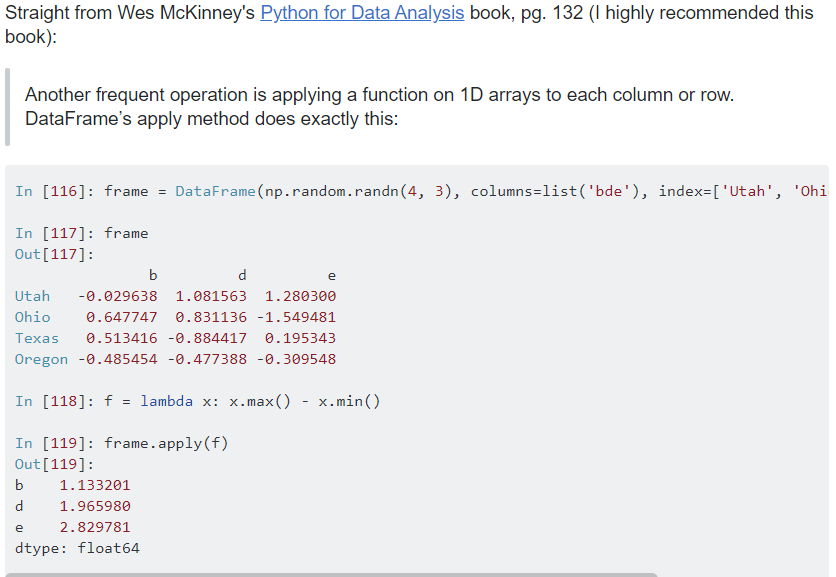 Straight from Wes McKinney's Python for Data Analysis book, pg. 132 (I highly recommended this
book):
Another frequent operation is applying a function on 1D arrays to each column or row.
DataFrame’s apply method does exactly this:
In [116]: frame = DataFrame(np.random.randn(4, 3), columns=list('bde'), index=['Utah', 'Ohi
In [117]: frame
Out[117]:
               b         d         e
Utah   -0.029638  1.081563  1.280300
Ohio    0.647747  0.831136 -1.549481
Texas   0.513416 -0.884417  0.195343
Oregon -0.485454 -0.477388 -0.309548
In [118]: f = lambda x: x.max() - x.min()
In [119]: frame.apply(f)
Out[119]:
b    1.133201
d    1.965980
e    2.829781
dtype: float64